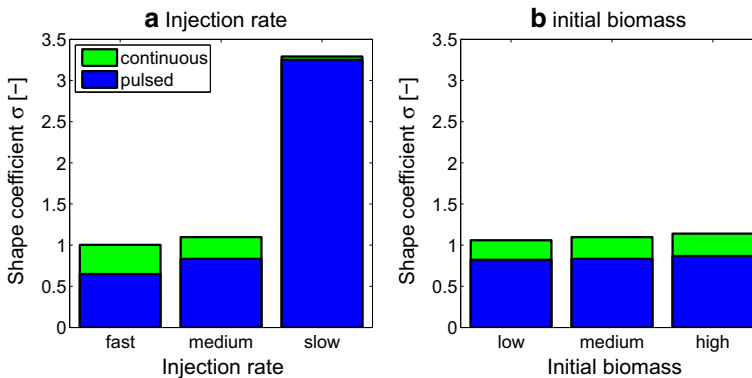 a Injection rate
Shape coefficient σ [−]
3.5
3
2.5
2
1.5
1
0.5
0
continuous
pulsed
fast medium slow
Injection rate
b initial biomass
Shape coefficient σ [−]
3.5
3
2.5
2
1.5
1
0.5
0
low medium high
Initial biomass